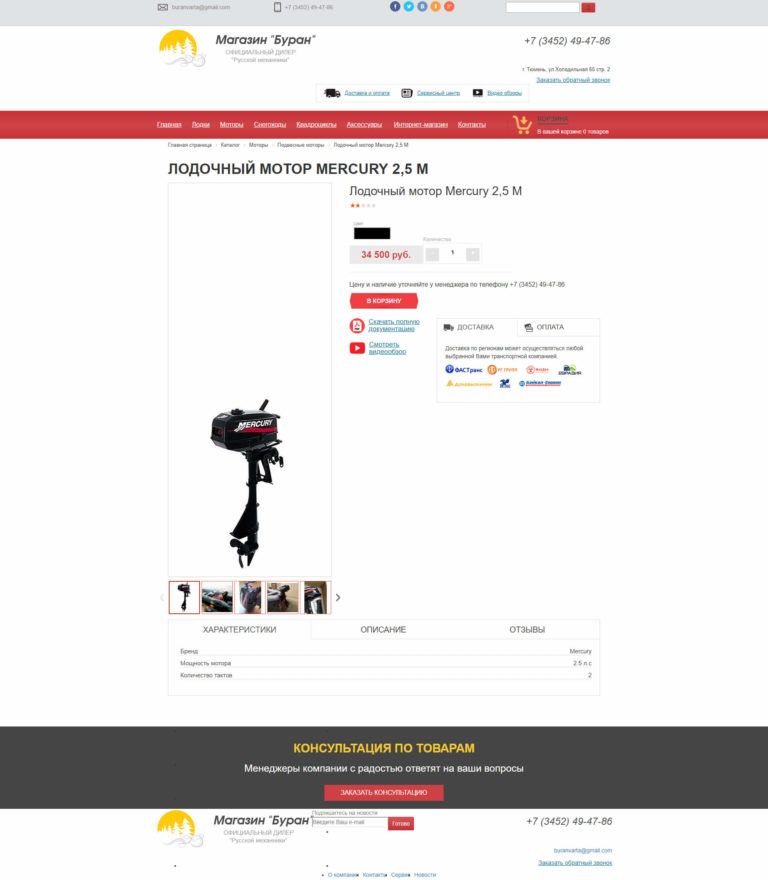 buranvarta@gmail.com
+7 (3452) 49-47-86
Магазин "Буран"
ОФИЦИАЛЬНЫЙ ДИЛЕР
"Русской механники"
+7 (3452) 49-47-86
г. Тюмень, ул.Холодильная 65 стр. 2
Заказать обратный звонок
Доставка и оплата
Сервисный центр
Видео обзоры
Главная Лодки Моторы Снегоходы Квадроциклы Аксессуары Интернет-магазин Контакты
КОРЗИНА
В вашей корзине 0 товаров
Главная страница Каталог Моторы Подвесные моторы Лодочный мотор Mercury 2,5 М
ЛОДОЧНЫЙ МОТОР MERCURY 2,5 М
Лодочный мотор Mercury 2,5 М
Цвет
Количество
34 500 руб.
- 1 +
Цену и наличие уточняйте у менеджера по телефону +7 (3452) 49-47-86
В КОРЗИНУ
Скачать полную
документацию
Смотреть
видеообзор
ДОСТАВКА
ОПЛАТА
Доставка по регионам может осуществляться любой
выбранной Вами транспортной компанией.
ФАСТранс
MERCURY
ХАРАКТЕРИСТИКИ ОПИСАНИЕ ОТЗЫВЫ
Бренд Mercury
Мощность мотора 2.5 л.с
Количество тактов 2
КОНСУЛЬТАЦИЯ ПО ТОВАРАМ
Менеджеры компании с радостью ответят на ваши вопросы
ЗАКАЗАТЬ КОНСУЛЬТАЦИЮ
Магазин "Буран"
ОФИЦИАЛЬНЫЙ ДИЛЕР
"Русской механники"
Подпишитесь на новости
Введите Ваш e-mail
Готово
+7 (3452) 49-47-86
buranvarta@gmail.com
Заказать обратный звонок
О компании Контакты Сервис Новости